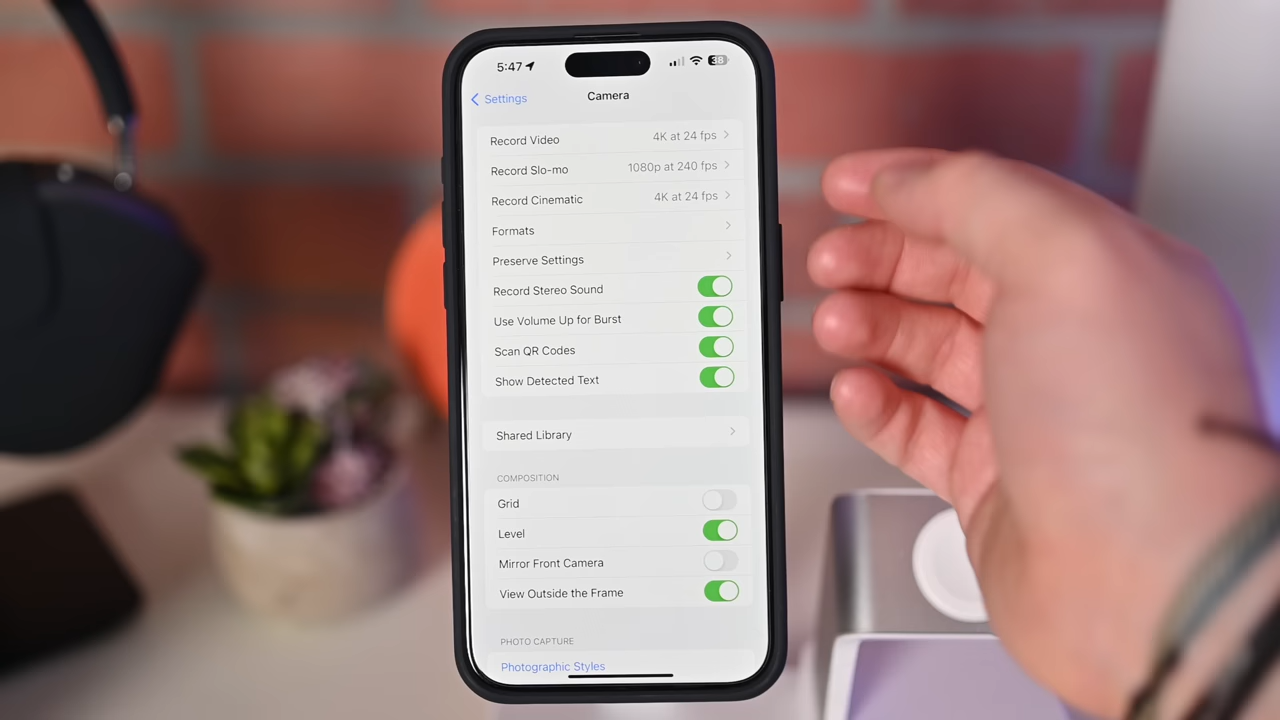 5:47 38
Settings Camera
Record Video 4K at 24 fps
Record Slo-mo 1080p at 240 fps
Record Cinematic 4K at 24 fps
Formats
Preserve Settings
Record Stereo Sound
Use Volume Up for Burst
Scan QR Codes
Show Detected Text
Shared Library
COMPOSITION
Grid
Level
Mirror Front Camera
View Outside the Frame
PHOTO CAPTURE
Photographic Styles